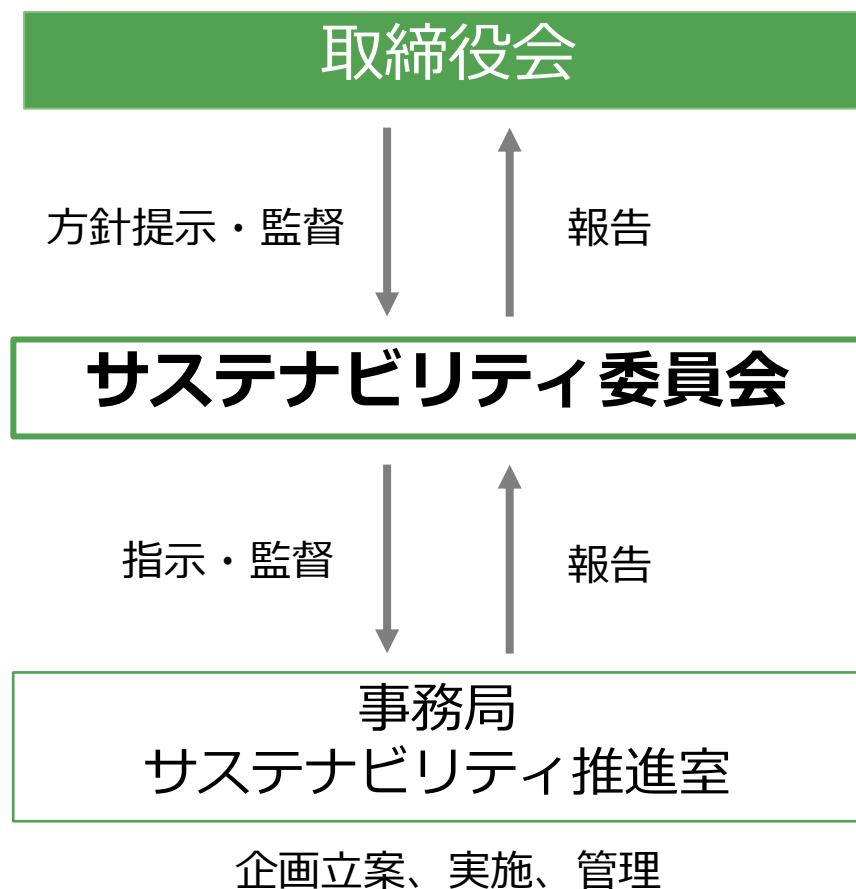 取締役会
方針提示・監督
報告
サステナビリティ委員会
指示・監督
報告
事務局
サステナビリティ推進室
企画立案、実施、管理